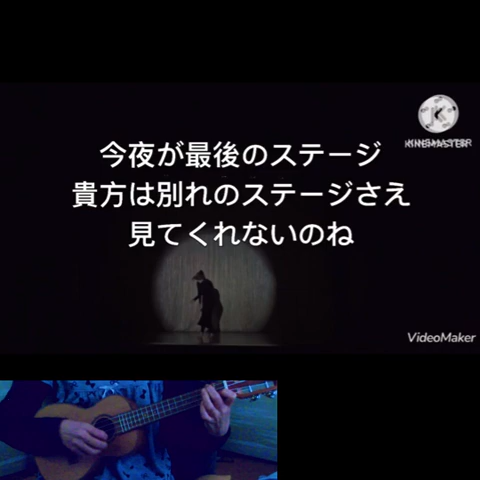 今夜が最後のステージ
貴方は別れのステージさえ
見てくれないのね
KINEMASTER
VideoMaker